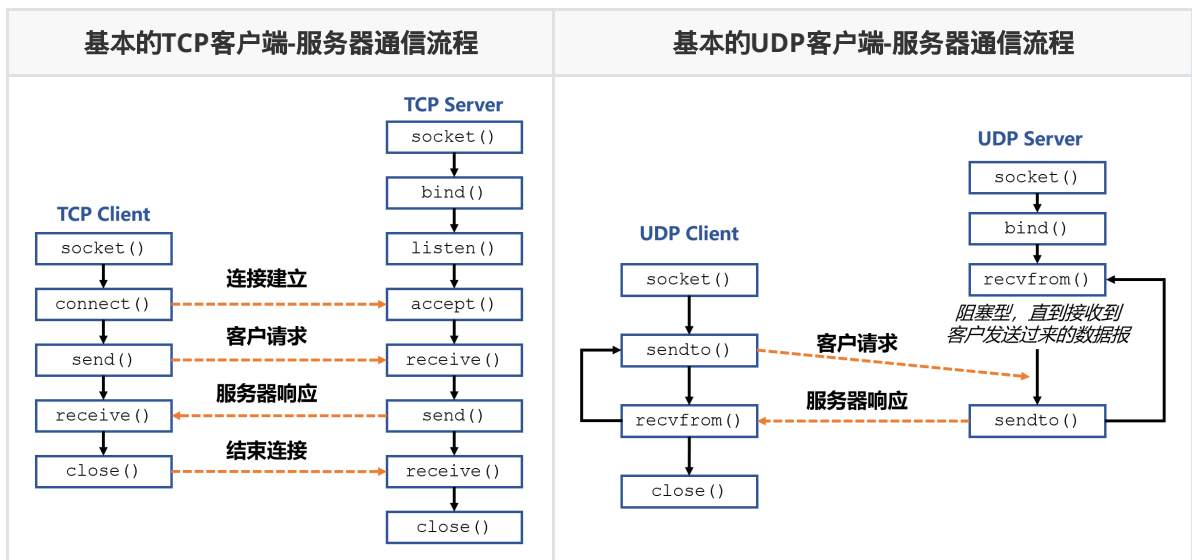 基本的TCP客户端-服务器通信流程
TCP Server
socket()
bind()
TCP Client
socket()
listen()
连接建立
connect()
accept()
客户请求
send()
receive()
服务器响应
receive()
send()
结束连接
close()
receive()
close()
基本的UDP客户端-服务器通信流程
UDP Server
socket()
bind()
UDP Client
socket()
recvfrom()
阻塞型，直到接收到
客户发送过来的数据报
sendto()
客户请求
服务器响应
recvfrom()
sendto()
close()